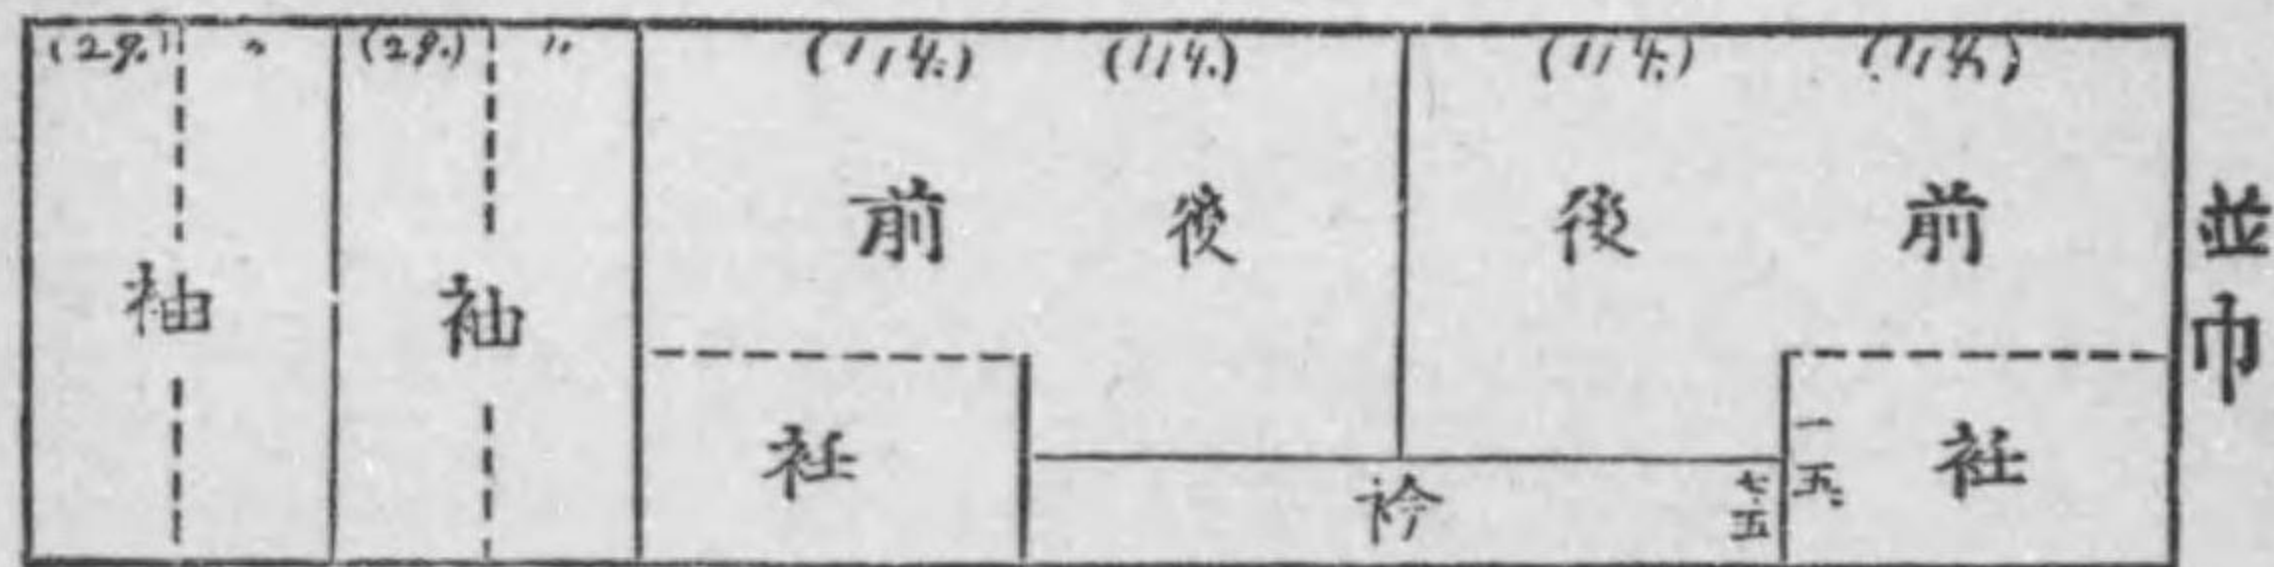 並巾
(29.) 〃 (29.) 〃 (114.) (114.) (114.) (114.)
袖 袖 前 後 後 前
衽 衿 七.五 一五. 衽